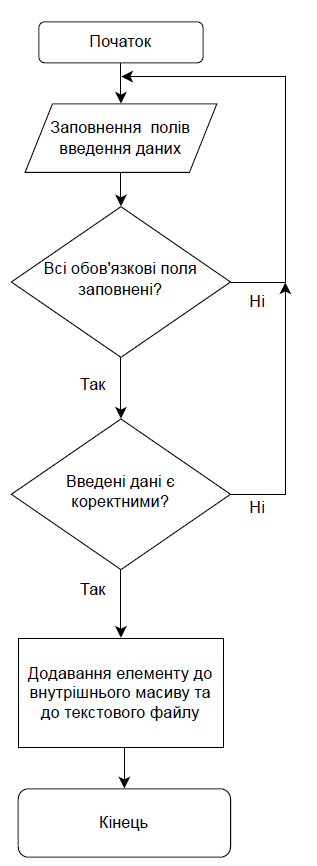 Початок
Заповнення полів
введення даних
Всі обов'язкові поля
заповнені?
Ні
Так
Введені дані є
коректними?
Ні
Так
Додавання елементу до
внутрішнього масиву та
до текстового файлу
Кінець